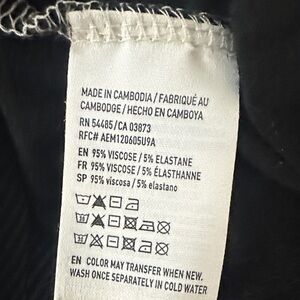 MADE IN CAMBODIA / FABRIQUÉ AU
CAMBODGE / HECHO EN CAMBOYA
RN 54485/CA 03873
RFC# AEM120605U9A
EN 95% VISCOSE / 5% ELASTANE
FR 95% VISCOSE / 5% ÉLASTHANNE
SP 95% viscosa / 5% elastano
EN COLOR MAY TRANSFER WHEN NEW.
WASH ONCE SEPARATELY IN COLD WATER